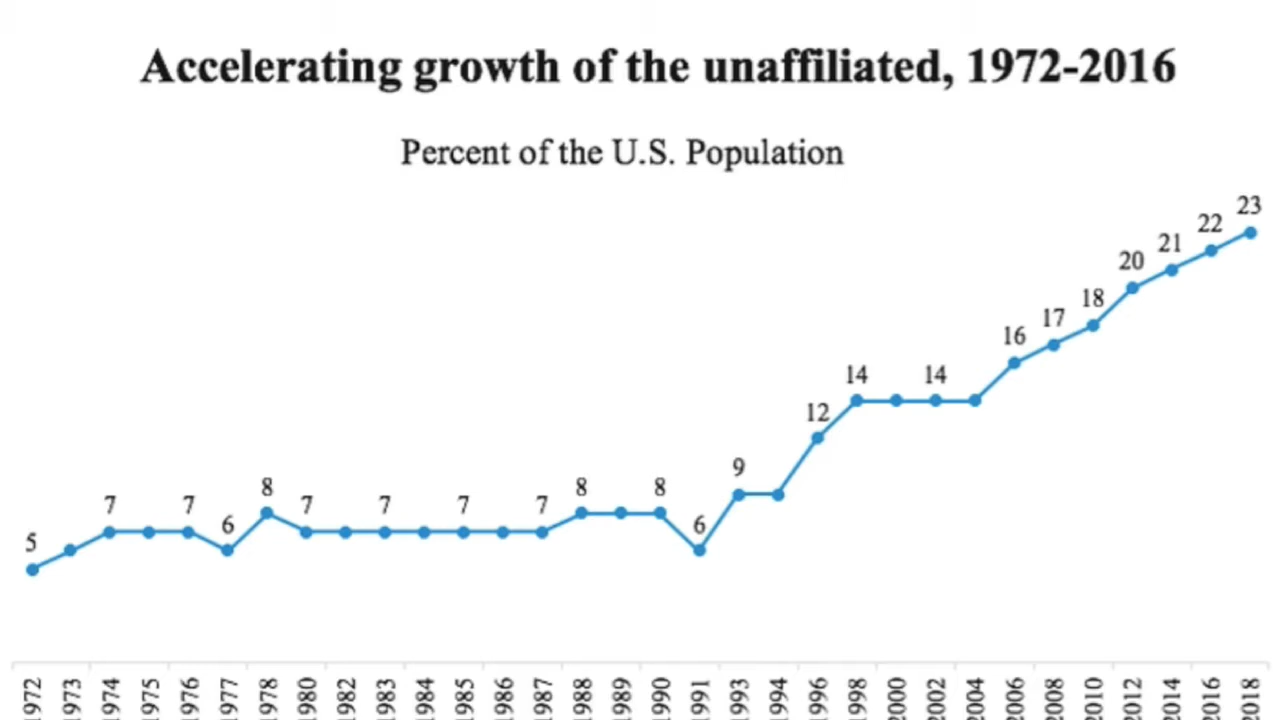 Accelerating growth of the unaffiliated, 1972-2016
Percent of the U.S. Population
5 7 7 6 8 7 7 7 7 8 8 6 9 12 14 14 16 17 18 20 21 22 23
1972 1973 1974 1975 1976 1977 1978 1980 1982 1983 1984 1985 1986 1987 1988 1989 1990 1991 1993 1994 1996 1998 2000 2002 2004 2006 2008 2010 2012 2014 2016 2018